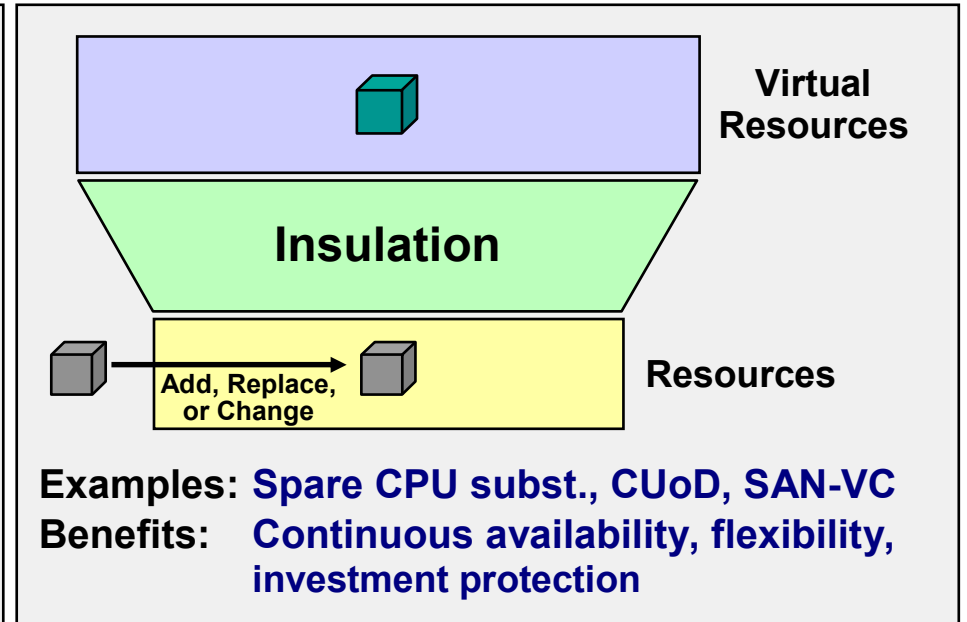 Virtual
Resources
Insulation
Add, Replace,
or Change
Resources
Examples: Spare CPU subst., CUoD, SAN-VC
Benefits: Continuous availability, flexibility,
investment protection